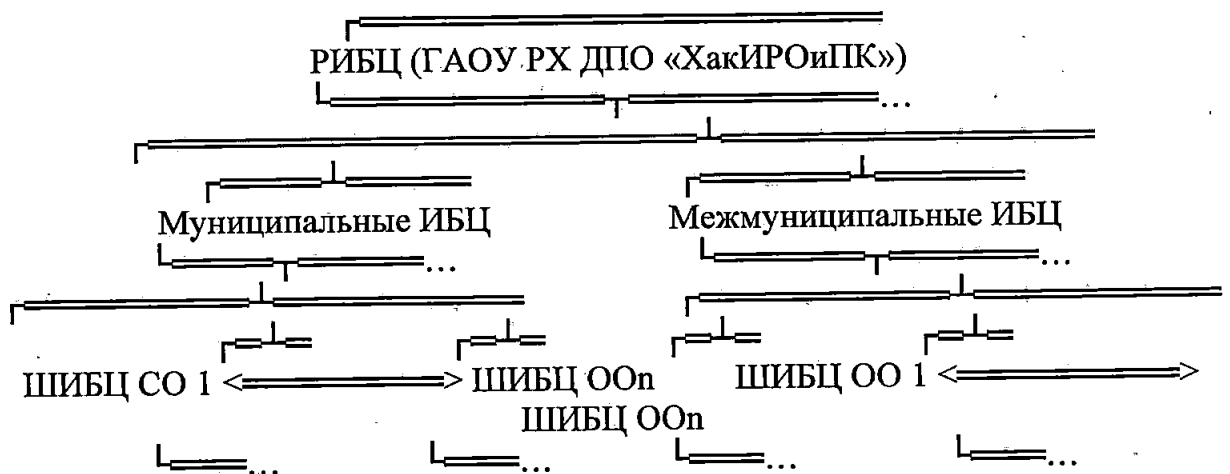 РИБЦ (ГАОУ РХ ДПО «ХакИРОиПК»)
...
Муниципальные ИБЦ Межмуниципальные ИБЦ
... ...
ШИБЦ СО 1 <=======> ШИБЦ ООn ШИБЦ ОО 1 <=======>
ШИБЦ ООn
... ... ... ...